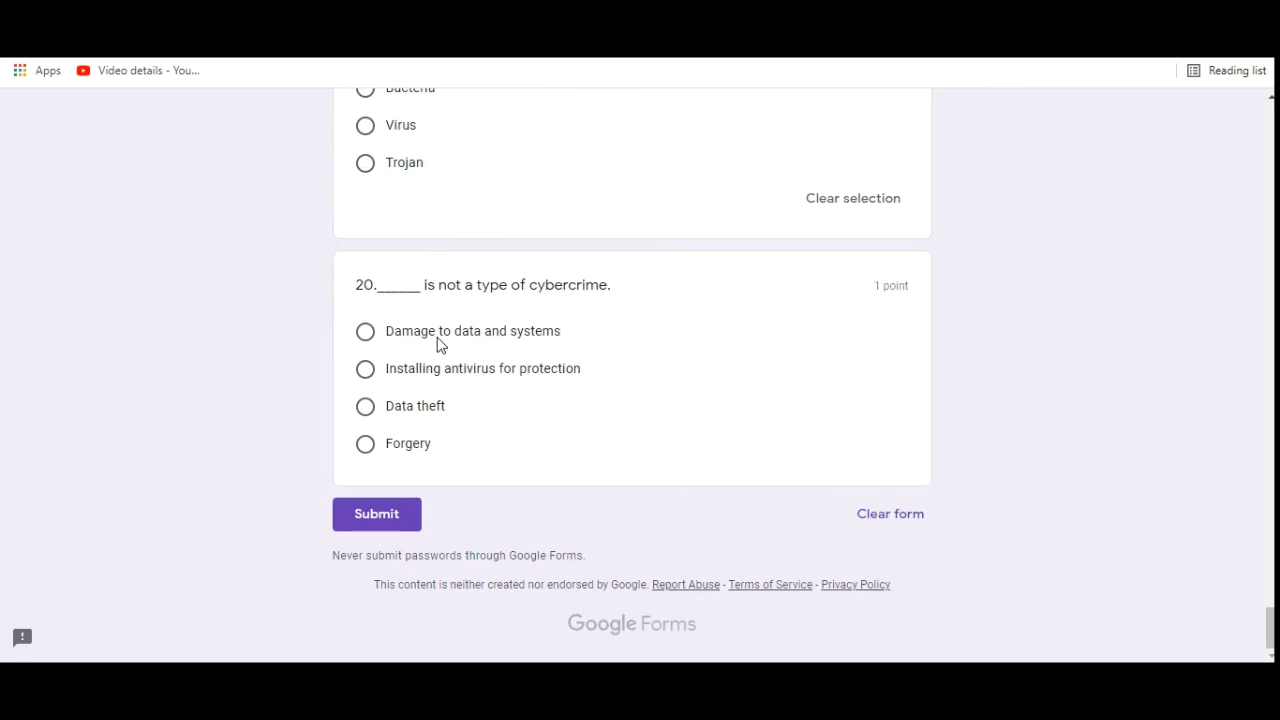 Apps Video details - You... Reading list
Bacteria
Virus
Trojan
Clear selection
20.______ is not a type of cybercrime. 1 point
Damage to data and systems
Installing antivirus for protection
Data theft
Forgery
Submit Clear form
Never submit passwords through Google Forms.
This content is neither created nor endorsed by Google. Report Abuse - Terms of Service - Privacy Policy
Google Forms